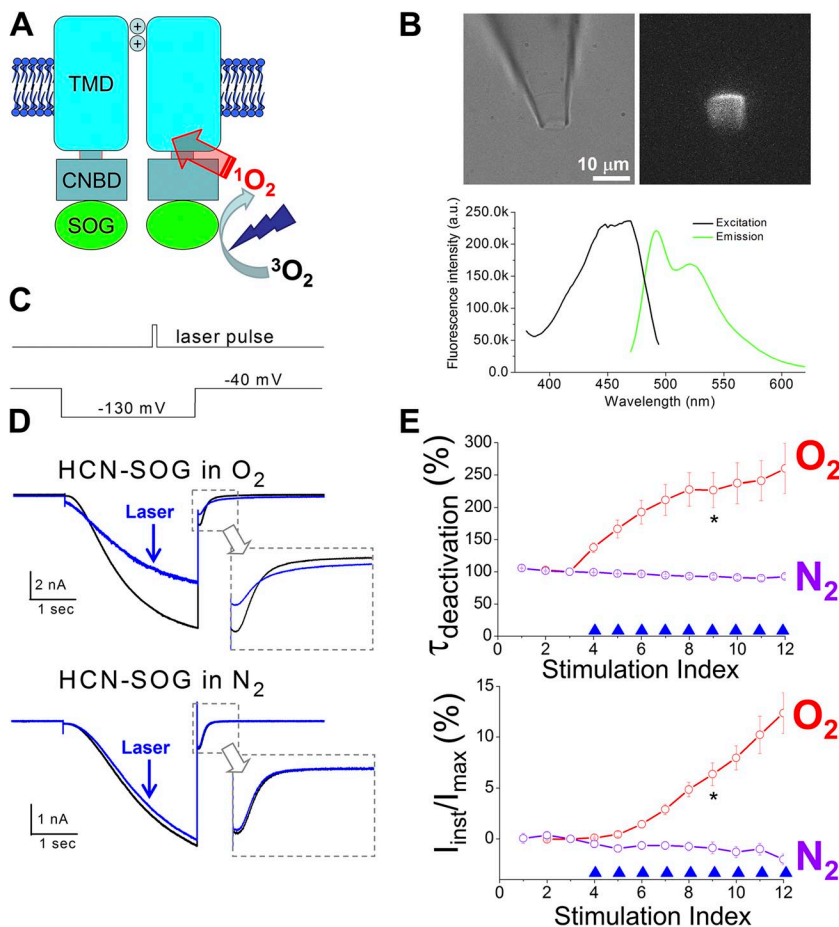 A
+
+
TMD
CNBD
SOG
¹O₂
³O₂
B
10 μm
250.0k
200.0k
150.0k
100.0k
50.0k
0.0
Fluorescence intensity (a.u.)
Excitation
Emission
400
450
500
550
600
Wavelength (nm)
C
laser pulse
-40 mV
-130 mV
D
HCN-SOG in O₂
Laser
2 nA
1 sec
HCN-SOG in N₂
Laser
1 nA
1 sec
E
τdeactivation (%)
300
250
200
150
100
50
0
O₂
*
N₂
0
2
4
6
8
10
12
Stimulation Index
Iinst/Imax (%)
15
10
5
0
O₂
*
N₂
0
2
4
6
8
10
12
Stimulation Index